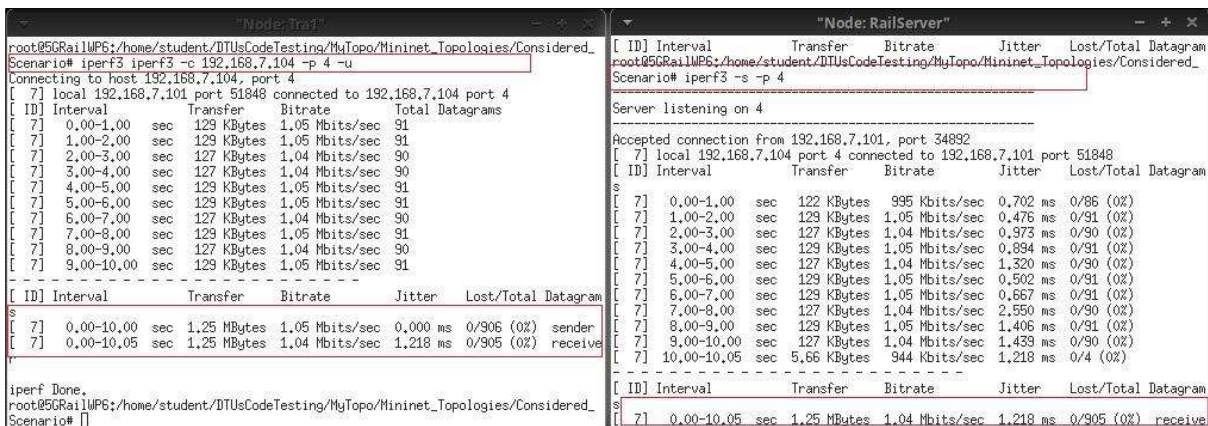 "Node: Tra1"
root@5GRailWP6:/home/student/DTUsCodeTesting/MyTopo/Mininet_Topologies/Considered_
Scenario# iperf3 iperf3 -c 192.168.7.104 -p 4 -u
Connecting to host 192.168.7.104, port 4
[  7] local 192.168.7.101 port 51848 connected to 192.168.7.104 port 4
[ ID] Interval Transfer Bitrate Total Datagrams
[  7] 0.00-1.00 sec 129 KBytes 1.05 Mbits/sec 91
[  7] 1.00-2.00 sec 129 KBytes 1.05 Mbits/sec 91
[  7] 2.00-3.00 sec 127 KBytes 1.04 Mbits/sec 90
[  7] 3.00-4.00 sec 127 KBytes 1.04 Mbits/sec 90
[  7] 4.00-5.00 sec 129 KBytes 1.05 Mbits/sec 91
[  7] 5.00-6.00 sec 129 KBytes 1.05 Mbits/sec 91
[  7] 6.00-7.00 sec 127 KBytes 1.04 Mbits/sec 90
[  7] 7.00-8.00 sec 129 KBytes 1.05 Mbits/sec 91
[  7] 8.00-9.00 sec 127 KBytes 1.04 Mbits/sec 90
[  7] 9.00-10.00 sec 129 KBytes 1.05 Mbits/sec 91
- - - - - - - - - - - - - - - - - - - - - - - - -
[ ID] Interval Transfer Bitrate Jitter Lost/Total Datagram
s
[  7] 0.00-10.00 sec 1.25 MBytes 1.05 Mbits/sec 0.000 ms 0/906 (0%) sender
[  7] 0.00-10.05 sec 1.25 MBytes 1.04 Mbits/sec 1.218 ms 0/905 (0%) receive
r
iperf Done.
root@5GRailWP6:/home/student/DTUsCodeTesting/MyTopo/Mininet_Topologies/Considered_
Scenario#
"Node: RailServer"
[ ID] Interval Transfer Bitrate Jitter Lost/Total Datagram
root@5GRailWP6:/home/student/DTUsCodeTesting/MyTopo/Mininet_Topologies/Considered_
Scenario# iperf3 -s -p 4
-----------------------------------------------------------
Server listening on 4
-----------------------------------------------------------
Accepted connection from 192.168.7.101, port 34892
[  7] local 192.168.7.104 port 4 connected to 192.168.7.101 port 51848
[ ID] Interval Transfer Bitrate Jitter Lost/Total Datagram
s
[  7] 0.00-1.00 sec 122 KBytes 995 Kbits/sec 0.702 ms 0/86 (0%)
[  7] 1.00-2.00 sec 129 KBytes 1.05 Mbits/sec 0.476 ms 0/91 (0%)
[  7] 2.00-3.00 sec 127 KBytes 1.04 Mbits/sec 0.973 ms 0/90 (0%)
[  7] 3.00-4.00 sec 129 KBytes 1.05 Mbits/sec 0.894 ms 0/91 (0%)
[  7] 4.00-5.00 sec 127 KBytes 1.04 Mbits/sec 1.320 ms 0/90 (0%)
[  7] 5.00-6.00 sec 129 KBytes 1.05 Mbits/sec 0.502 ms 0/91 (0%)
[  7] 6.00-7.00 sec 129 KBytes 1.05 Mbits/sec 0.667 ms 0/91 (0%)
[  7] 7.00-8.00 sec 127 KBytes 1.04 Mbits/sec 2.550 ms 0/90 (0%)
[  7] 8.00-9.00 sec 129 KBytes 1.05 Mbits/sec 1.406 ms 0/91 (0%)
[  7] 9.00-10.00 sec 127 KBytes 1.04 Mbits/sec 1.439 ms 0/90 (0%)
[  7] 10.00-10.05 sec 5.66 KBytes 944 Kbits/sec 1.218 ms 0/4 (0%)
- - - - - - - - - - - - - - - - - - - - - - - - -
[ ID] Interval Transfer Bitrate Jitter Lost/Total Datagram
s
[  7] 0.00-10.05 sec 1.25 MBytes 1.04 Mbits/sec 1.218 ms 0/905 (0%) receive